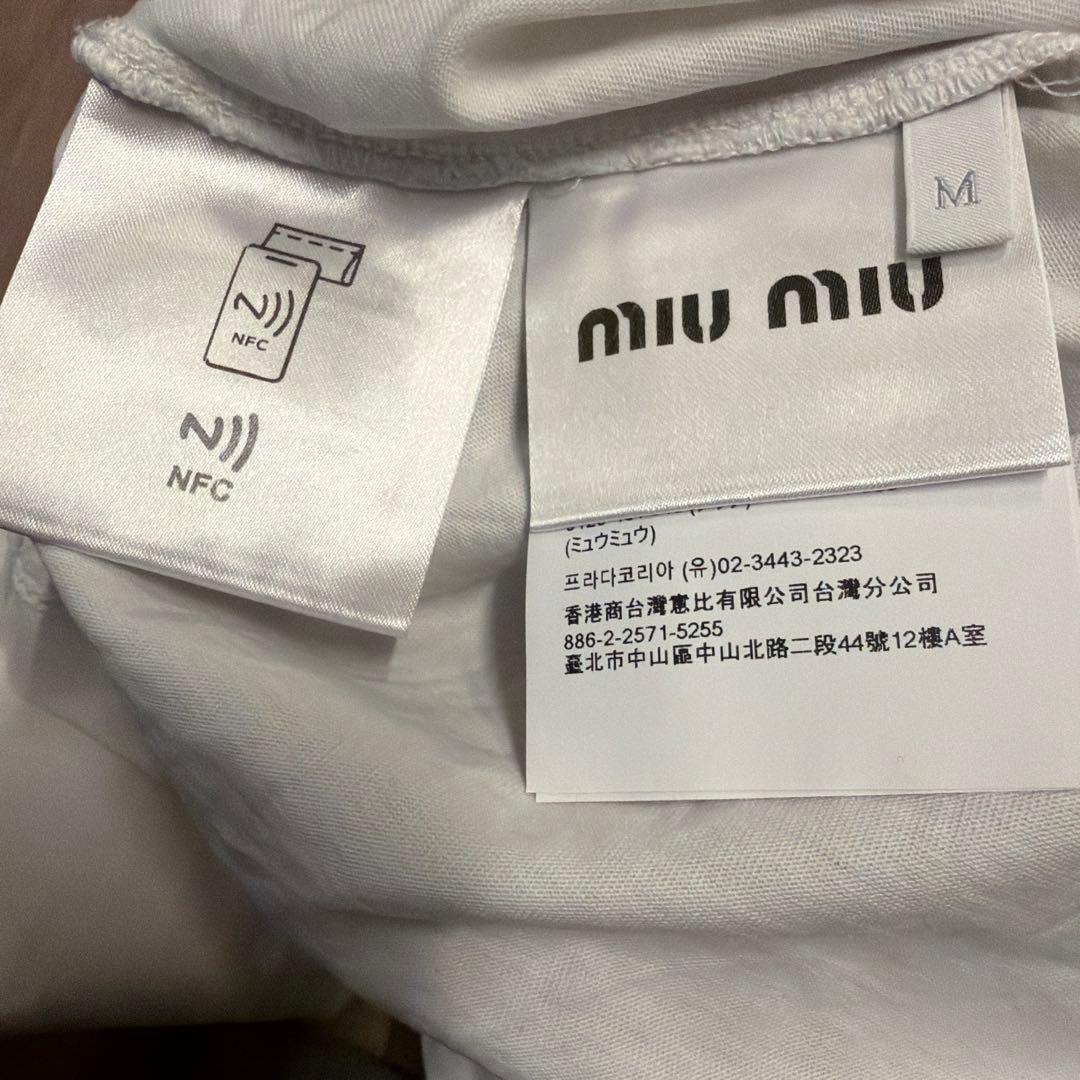 NFC
NFC
M
miu miu
(ミュウミュウ)
프라다코리아 (유)02-3443-2323
香港商台灣惠比有限公司台灣分公司
886-2-2571-5255
臺北市中山區中山北路二段44號12樓A室